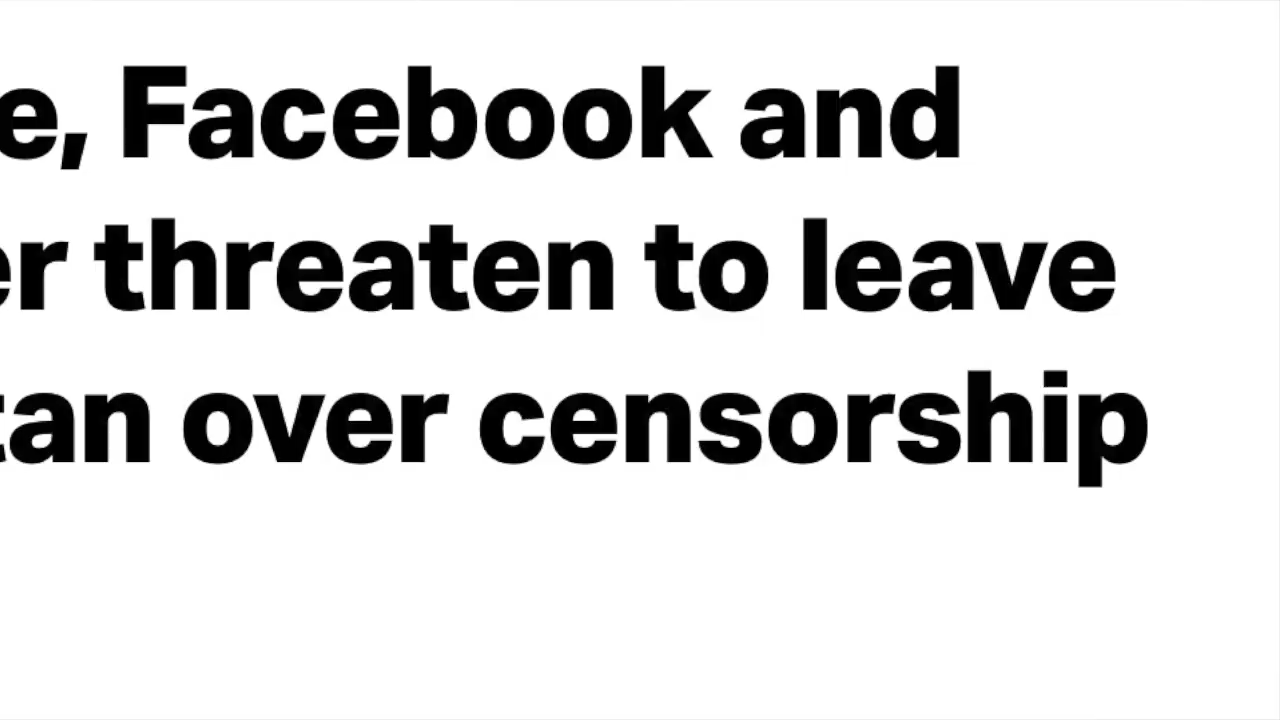 e, Facebook and
er threaten to leave
tan over censorship